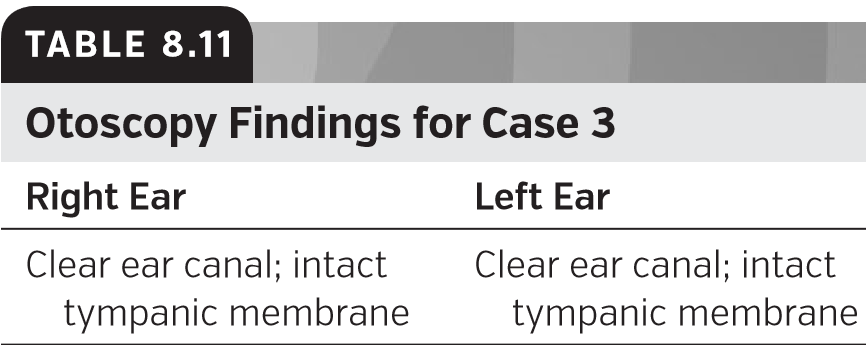 TABLE 8.11
Otoscopy Findings for Case 3
Right Ear Left Ear
Clear ear canal; intact Clear ear canal; intact
tympanic membrane tympanic membrane